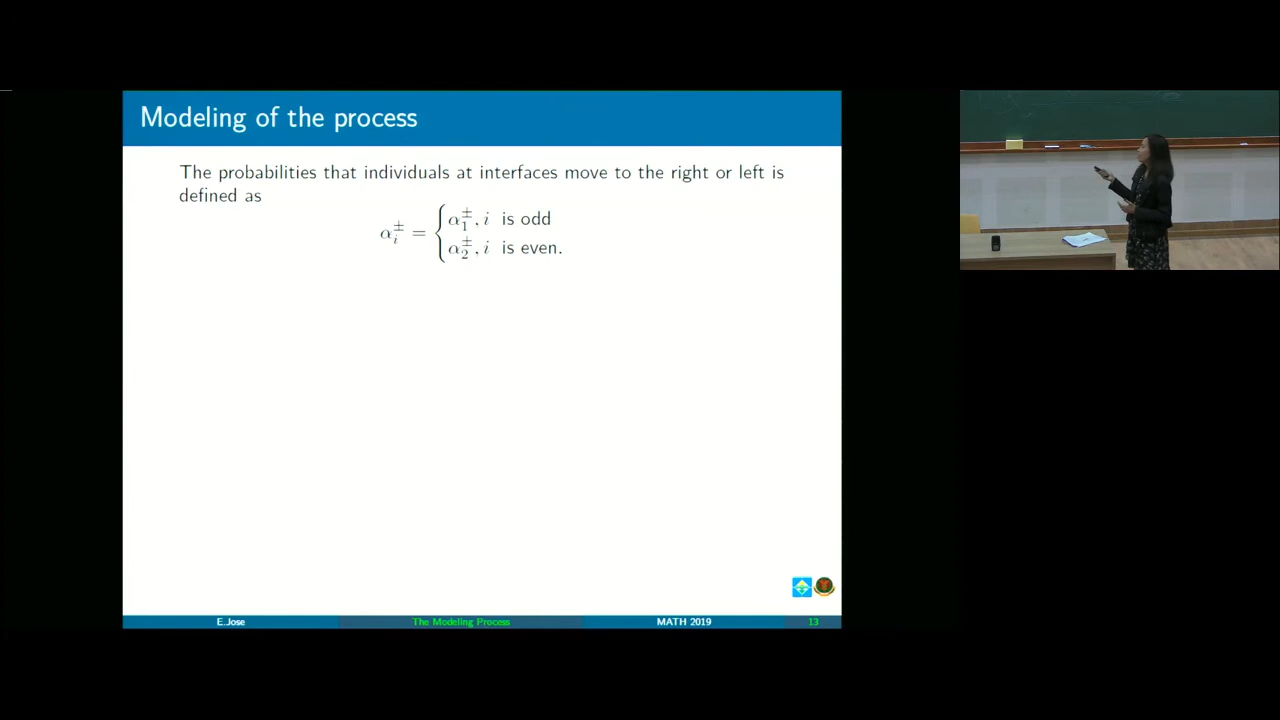 Modeling of the process
The probabilities that individuals at interfaces move to the right or left is
defined as
α_i^± = { α_1^±, i is odd
α_2^±, i is even.
E.Jose The Modeling Process MATH 2019 13